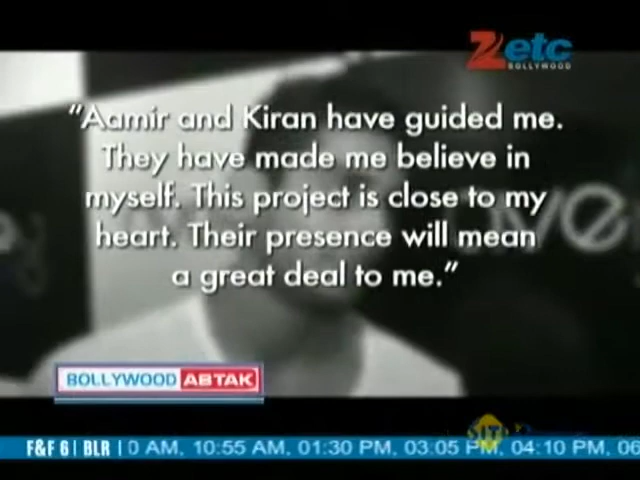 Zetc
BOLLYWOOD
"Aamir and Kiran have guided me.
They have made me believe in
myself. This project is close to my
heart. Their presence will mean
a great deal to me."
ve
BOLLYWOOD ABTAK
SIT
F&F 6 | BLR | 0 AM, 10:55 AM, 01:30 PM, 03:05 PM, 04:10 PM, 06